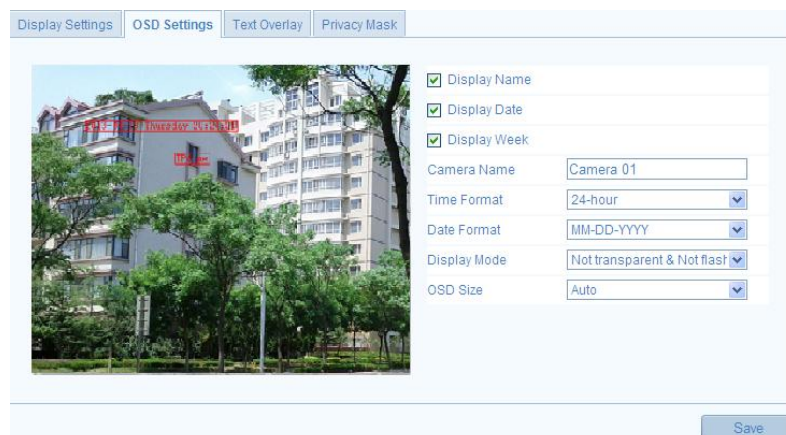 Display Settings
OSD Settings
Text Overlay
Privacy Mask
Display Name
Display Date
Display Week
Camera Name Camera 01
Time Format 24-hour
Date Format MM-DD-YYYY
Display Mode Not transparent & Not flash
OSD Size Auto
Save